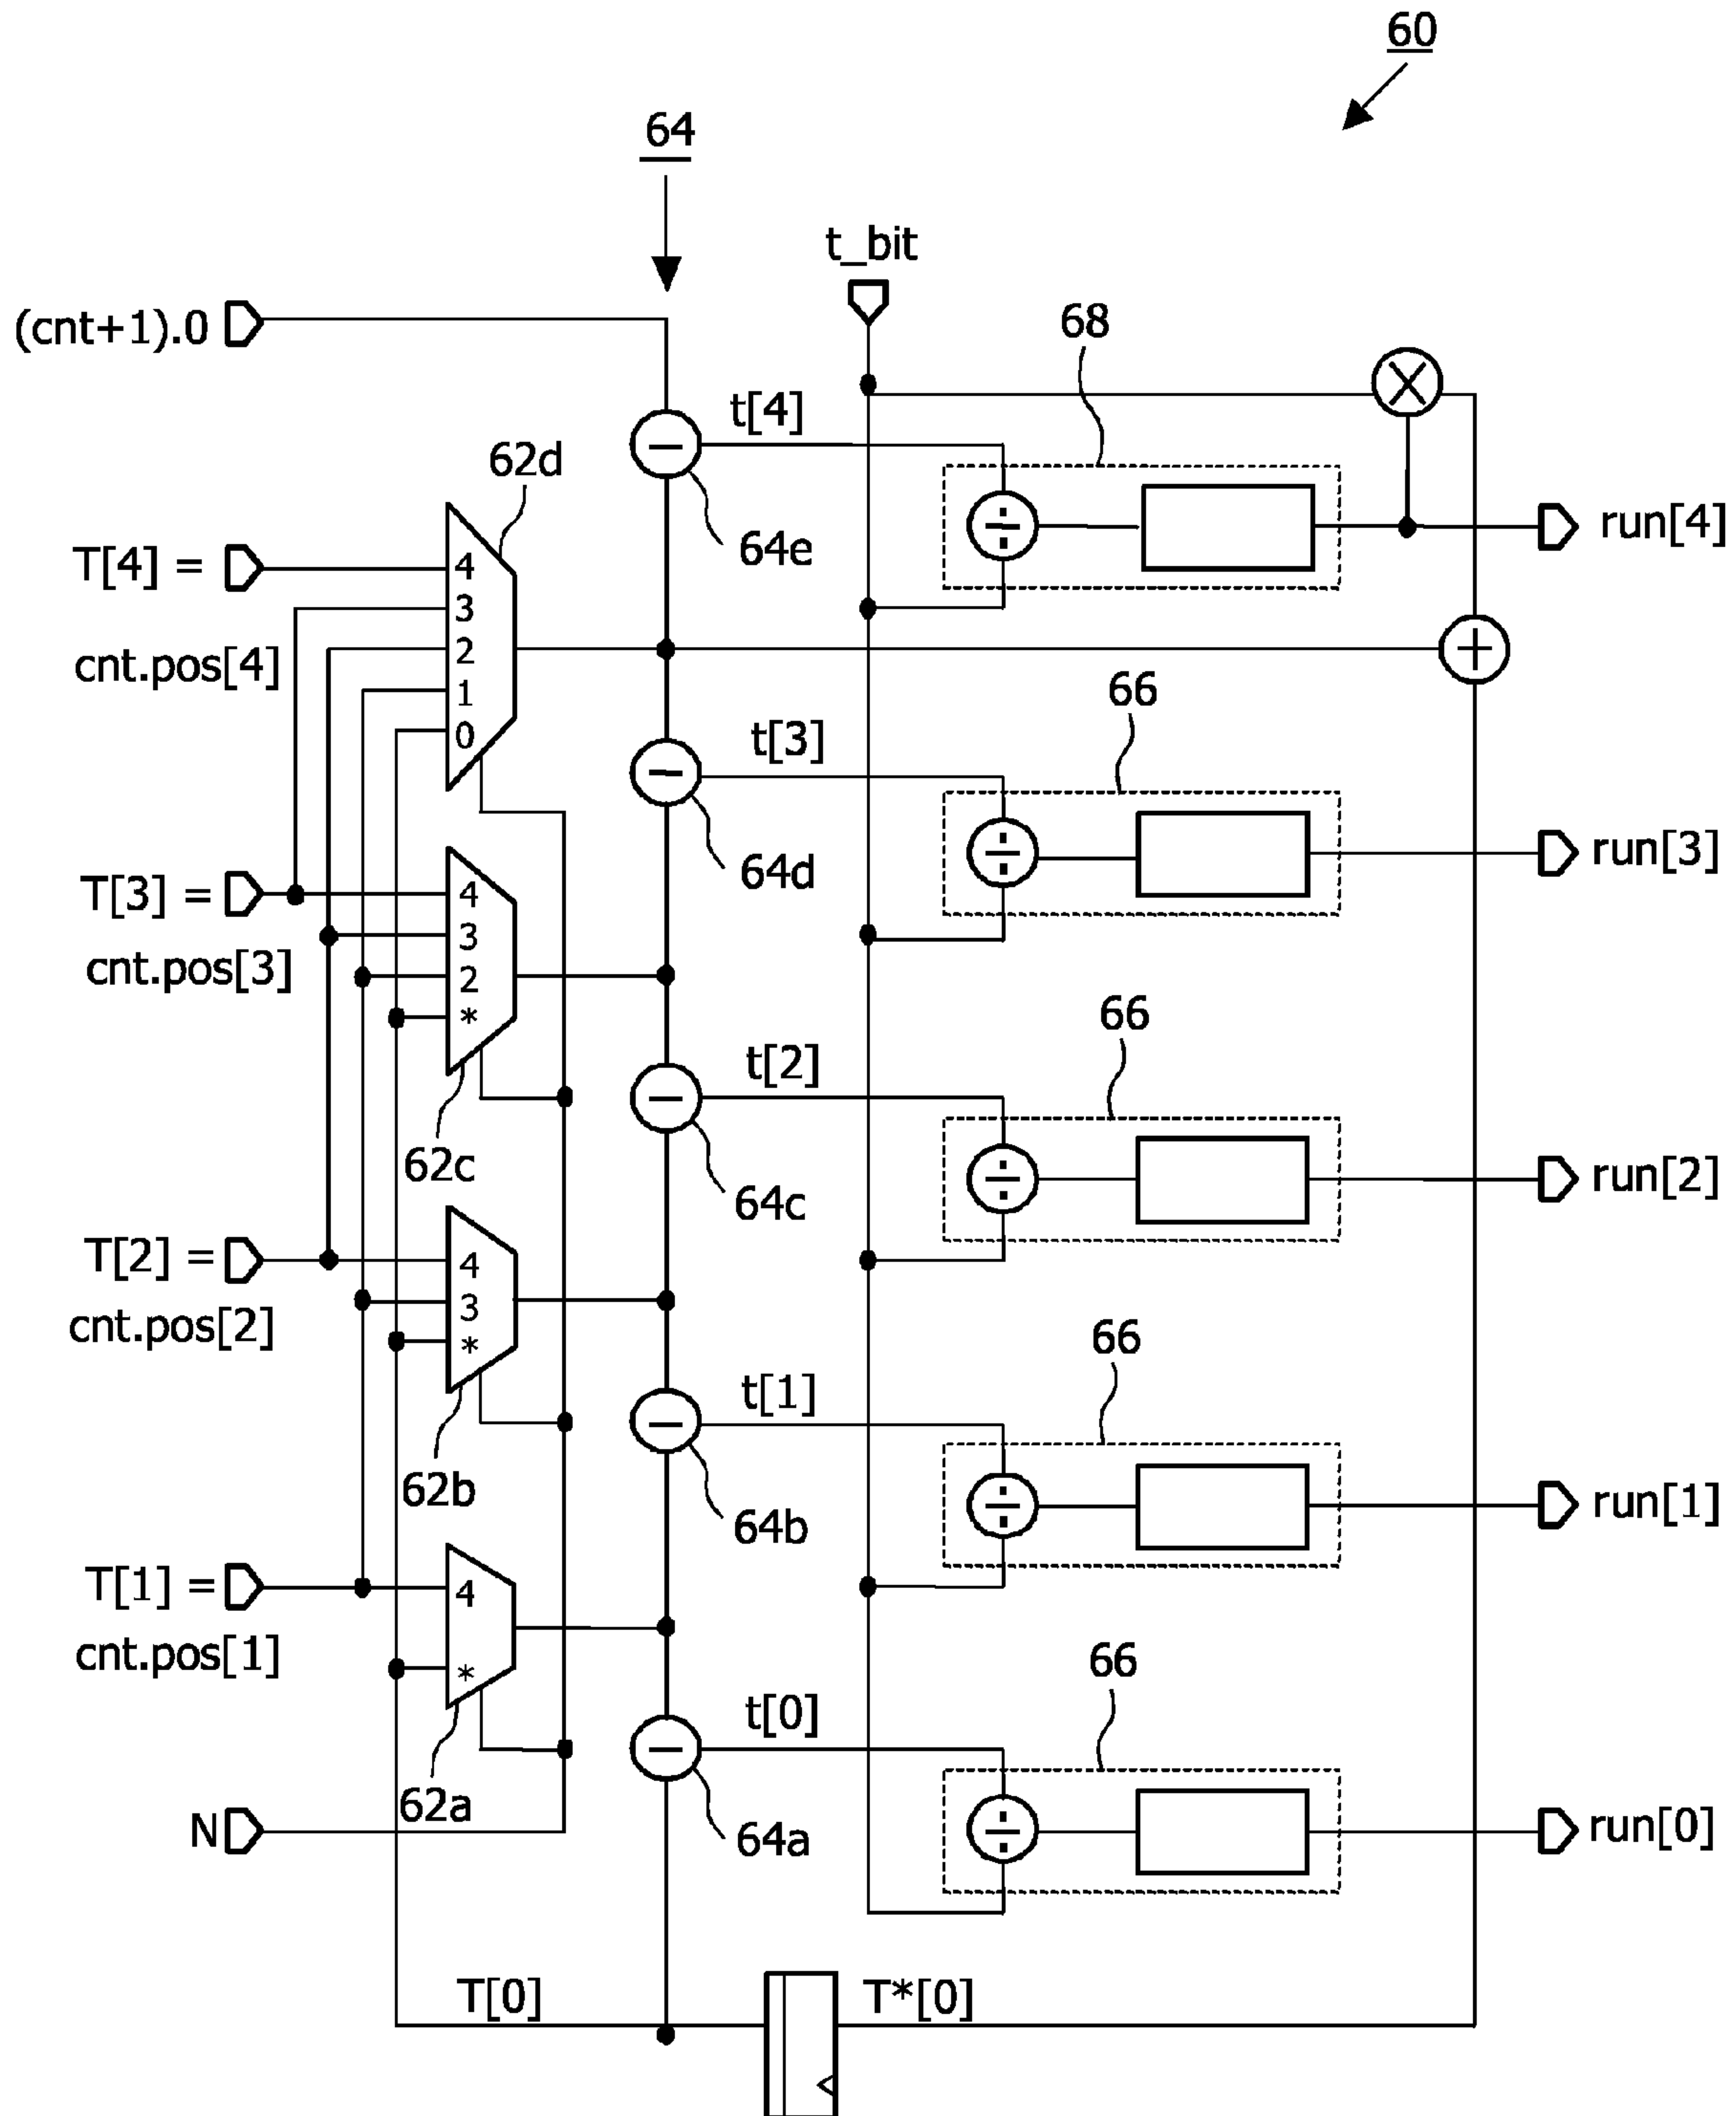 60
64
t_bit
(cnt+1).0
68
t[4]
62d
64e
T[4] =
cnt.pos[4]
4
3
2
1
0
run[4]
66
t[3]
64d
T[3] =
cnt.pos[3]
4
3
2
*
run[3]
66
t[2]
62c
64c
run[2]
T[2] =
cnt.pos[2]
4
3
*
66
t[1]
62b
64b
run[1]
T[1] =
cnt.pos[1]
4
*
66
t[0]
62a
64a
N
run[0]
T[0]
T*[0]